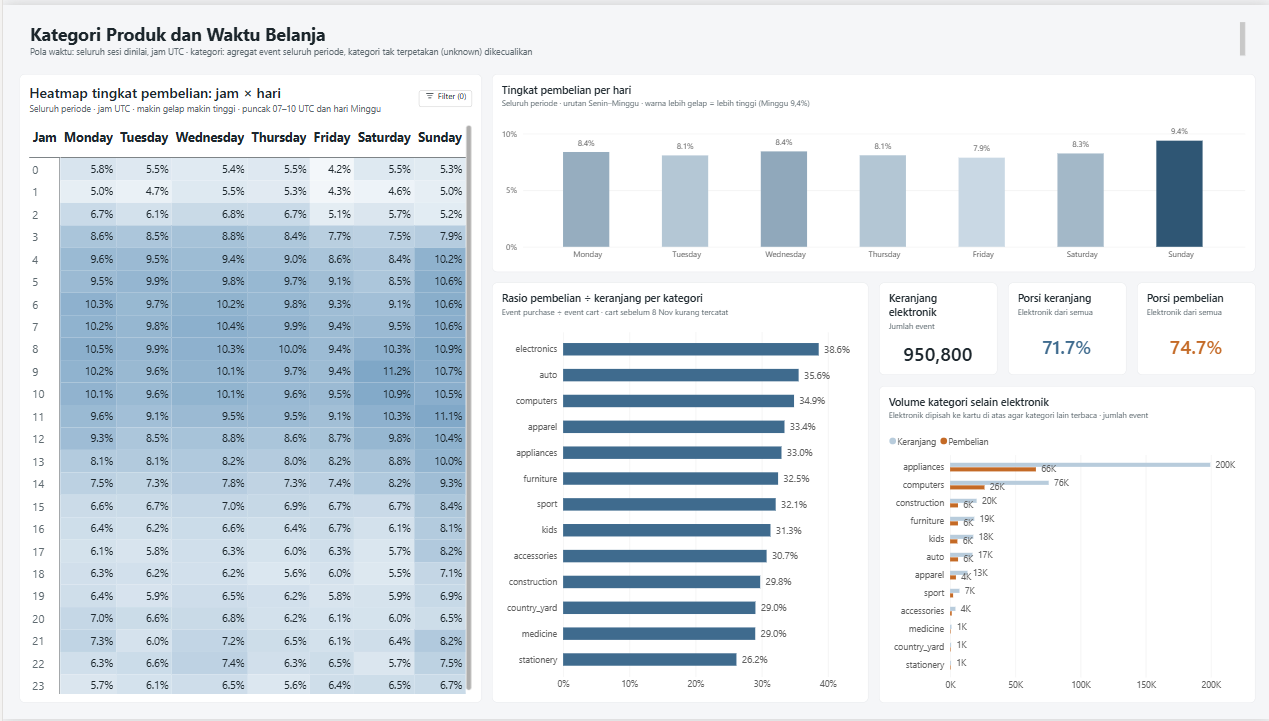 Kategori Produk dan Waktu Belanja
Pola waktu: seluruh sesi dinilai, jam UTC · kategori: agregat event seluruh periode, kategori tak terpetakan (unknown) dikecualikan
Heatmap tingkat pembelian: jam × hari
Seluruh periode · jam UTC · makin gelap makin tinggi · puncak 07–10 UTC dan hari Minggu
Filter (0)
Jam Monday Tuesday Wednesday Thursday Friday Saturday Sunday
0 5.8% 5.5% 5.4% 5.5% 4.2% 5.5% 5.3%
1 5.0% 4.7% 5.5% 5.3% 4.3% 4.6% 5.0%
2 6.7% 6.1% 6.8% 6.7% 5.1% 5.7% 5.2%
3 8.6% 8.5% 8.8% 8.4% 7.7% 7.5% 7.9%
4 9.6% 9.5% 9.4% 9.0% 8.6% 8.4% 10.2%
5 9.5% 9.9% 9.8% 9.7% 9.1% 8.5% 10.6%
6 10.3% 9.7% 10.2% 9.8% 9.3% 9.1% 10.6%
7 10.2% 9.8% 10.4% 9.9% 9.4% 9.5% 10.6%
8 10.5% 9.9% 10.3% 10.0% 9.4% 10.3% 10.9%
9 10.2% 9.6% 10.1% 9.7% 9.4% 11.2% 10.7%
10 10.1% 9.6% 10.1% 9.6% 9.5% 10.9% 10.5%
11 9.6% 9.1% 9.5% 9.5% 9.1% 10.3% 11.1%
12 9.3% 8.5% 8.8% 8.6% 8.7% 9.8% 10.4%
13 8.1% 8.1% 8.2% 8.0% 8.2% 8.8% 10.0%
14 7.5% 7.3% 7.8% 7.3% 7.4% 8.2% 9.3%
15 6.6% 6.7% 7.0% 6.9% 6.7% 6.7% 8.4%
16 6.4% 6.2% 6.6% 6.4% 6.7% 6.1% 8.1%
17 6.1% 5.8% 6.3% 6.0% 6.3% 5.7% 8.2%
18 6.3% 6.2% 6.2% 5.6% 6.0% 5.5% 7.1%
19 6.4% 5.9% 6.5% 6.2% 5.8% 5.9% 6.9%
20 7.0% 6.6% 6.8% 6.2% 6.1% 6.0% 6.5%
21 7.3% 6.0% 7.2% 6.5% 6.1% 6.4% 8.2%
22 6.3% 6.6% 7.4% 6.3% 6.5% 5.7% 7.5%
23 5.7% 6.1% 6.5% 5.6% 6.4% 6.5% 6.7%
Tingkat pembelian per hari
Seluruh periode · urutan Senin–Minggu · warna lebih gelap = lebih tinggi (Minggu 9,4%)
10%
5%
0%
8.4% 8.1% 8.4% 8.1% 7.9% 8.3% 9.4%
Monday Tuesday Wednesday Thursday Friday Saturday Sunday
Rasio pembelian ÷ keranjang per kategori
Event purchase ÷ event cart · cart sebelum 8 Nov kurang tercatat
electronics 38.6%
auto 35.6%
computers 34.9%
apparel 33.4%
appliances 33.0%
furniture 32.5%
sport 32.1%
kids 31.3%
accessories 30.7%
construction 29.8%
country_yard 29.0%
medicine 29.0%
stationery 26.2%
0% 10% 20% 30% 40%
Keranjang
elektronik
Jumlah event
950,800
Porsi keranjang
Elektronik dari semua
71.7%
Porsi pembelian
Elektronik dari semua
74.7%
Volume kategori selain elektronik
Elektronik dipisah ke kartu di atas agar kategori lain terbaca · jumlah event
Keranjang Pembelian
appliances 66K 200K
computers 26K 76K
construction 6K 20K
furniture 6K 19K
kids 6K 18K
auto 6K 17K
apparel 4K 13K
sport 7K
accessories 4K
medicine 1K
country_yard 1K
stationery 1K
0K 50K 100K 150K 200K